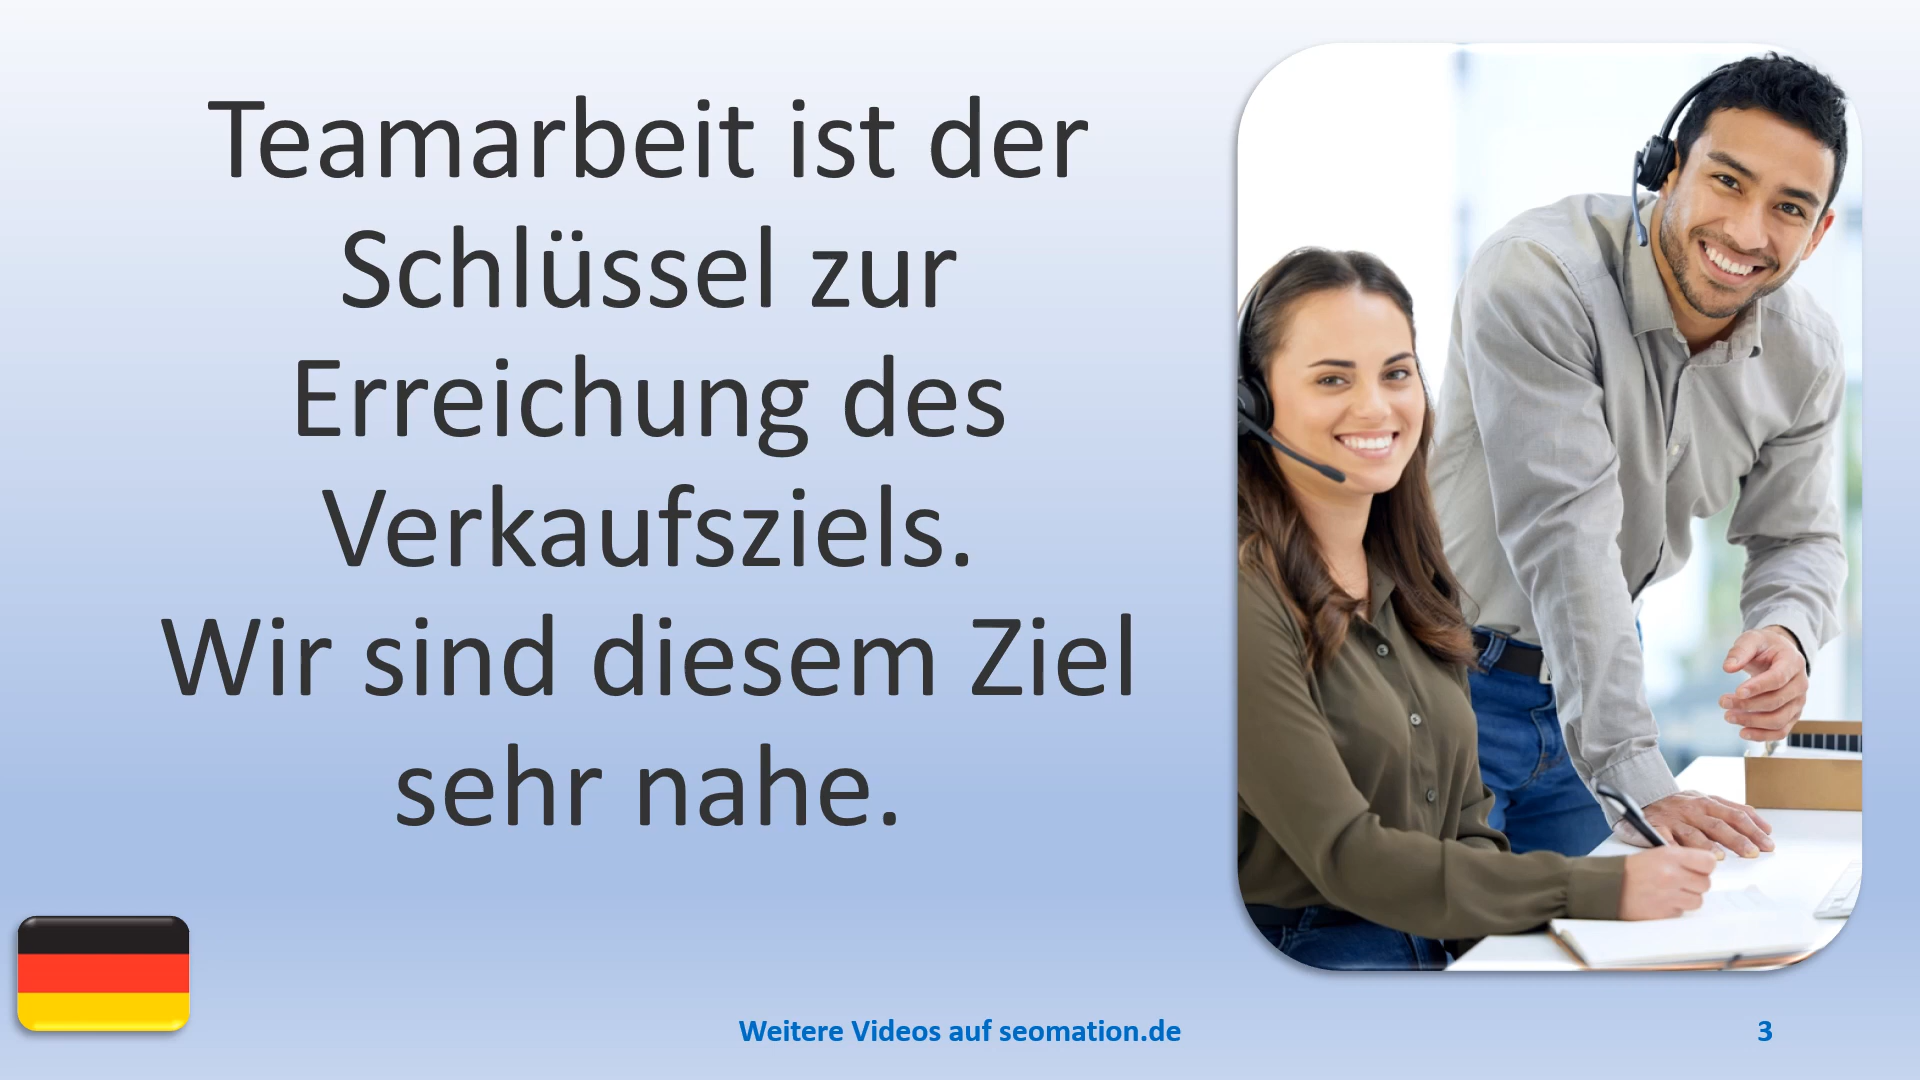 Teamarbeit ist der
Schlüssel zur
Erreichung des
Verkaufsziels.
Wir sind diesem Ziel
sehr nahe.
Weitere Videos auf seomation.de
3